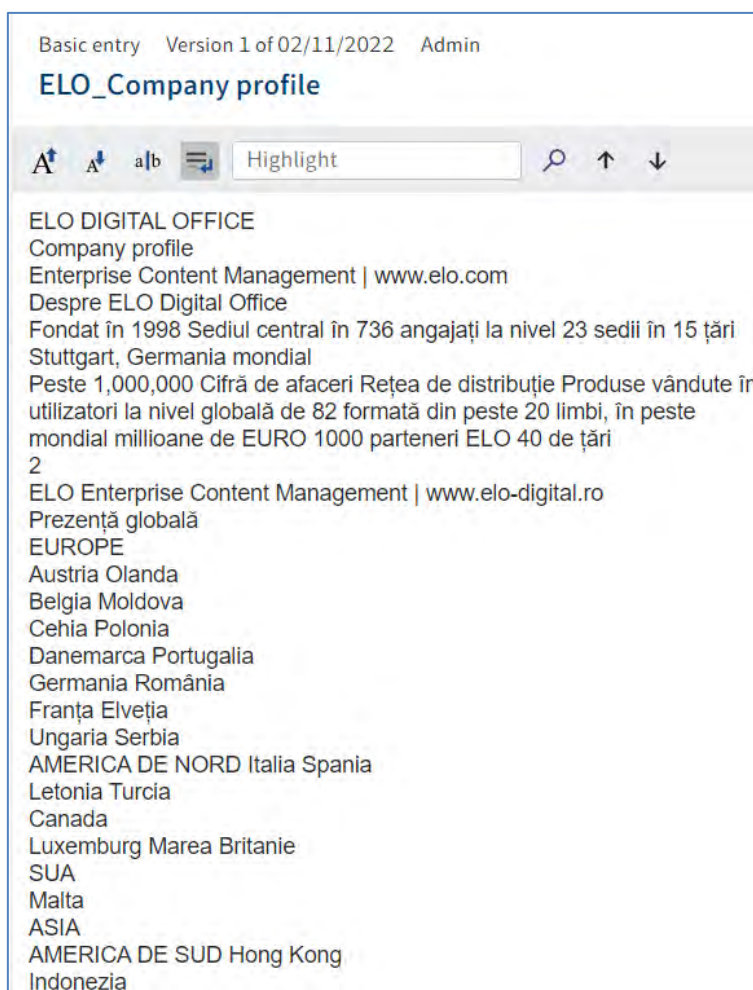 Basic entry Version 1 of 02/11/2022 Admin
ELO_Company profile
A A a|b Highlight
ELO DIGITAL OFFICE
Company profile
Enterprise Content Management | www.elo.com
Despre ELO Digital Office
Fondat în 1998 Sediul central în 736 angajați la nivel 23 sedii în 15 țări
Stuttgart, Germania mondial
Peste 1,000,000 Cifră de afaceri Rețea de distribuție Produse vândute în
utilizatori la nivel globală de 82 formată din peste 20 limbi, în peste
mondial millioane de EURO 1000 parteneri ELO 40 de țări
2
ELO Enterprise Content Management | www.elo-digital.ro
Prezență globală
EUROPE
Austria Olanda
Belgia Moldova
Cehia Polonia
Danemarca Portugalia
Germania România
Franța Elveția
Ungaria Serbia
AMERICA DE NORD Italia Spania
Letonia Turcia
Canada
Luxemburg Marea Britanie
SUA
Malta
ASIA
AMERICA DE SUD Hong Kong
Indonezia